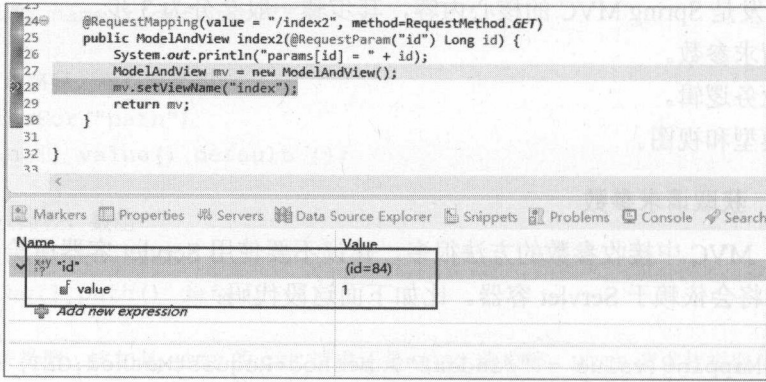 24 @RequestMapping(value = "/index2", method=RequestMethod.GET)
25 public ModelAndView index2(@RequestParam("id") Long id) {
26 System.out.println("params[id] = " + id);
27 ModelAndView mv = new ModelAndView();
28 mv.setViewName("index");
29 return mv;
30 }
31
32 }
33
Markers Properties Servers Data Source Explorer Snippets Problems Console Search
Name Value
"id" (id=84)
value 1
Add new expression